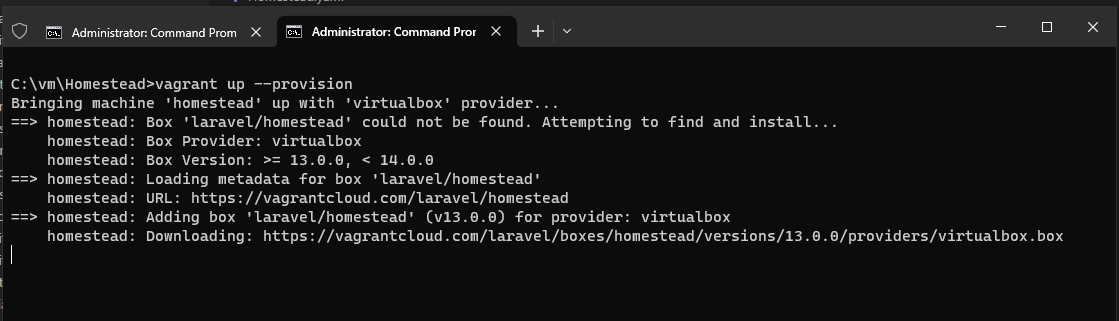 Administrator: Command Prom
Administrator: Command Pror
C:\vm\Homestead>vagrant up --provision
Bringing machine 'homestead' up with 'virtualbox' provider...
==> homestead: Box 'laravel/homestead' could not be found. Attempting to find and install...
homestead: Box Provider: virtualbox
homestead: Box Version: >= 13.0.0, < 14.0.0
==> homestead: Loading metadata for box 'laravel/homestead'
homestead: URL: https://vagrantcloud.com/laravel/homestead
==> homestead: Adding box 'laravel/homestead' (v13.0.0) for provider: virtualbox
homestead: Downloading: https://vagrantcloud.com/laravel/boxes/homestead/versions/13.0.0/providers/virtualbox.box